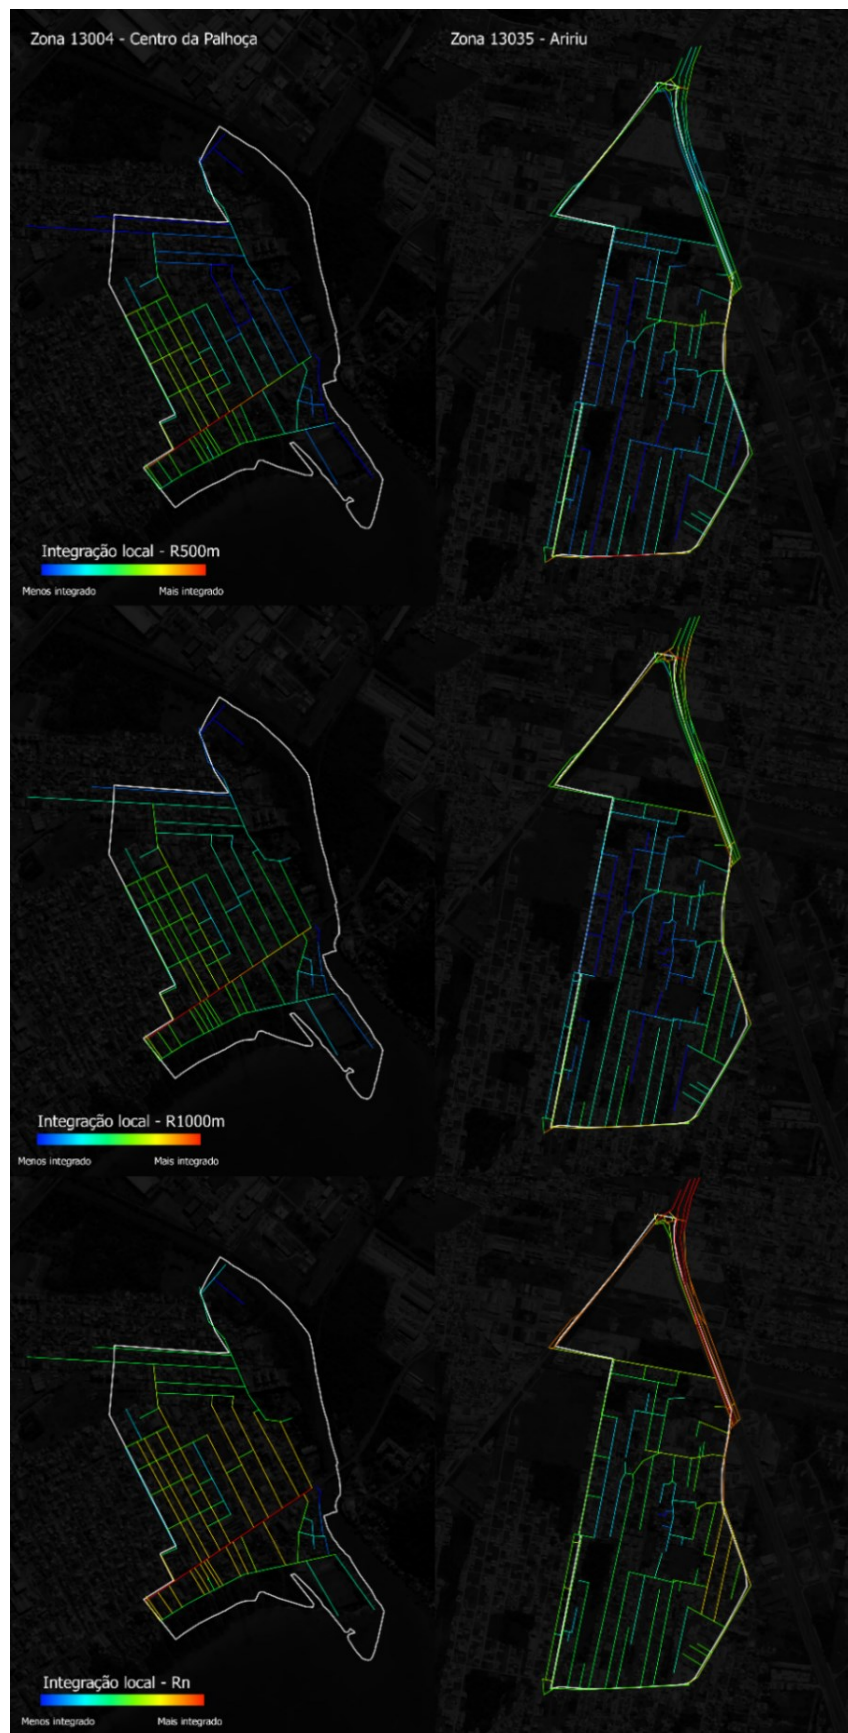 Zona 13004 - Centro da Palhoça
Zona 13035 - Aririu
Integração local - R500m
Menos integrado
Mais integrado
Integração local - R1000m
Menos integrado
Mais integrado
Integração local - Rn
Menos integrado
Mais integrado